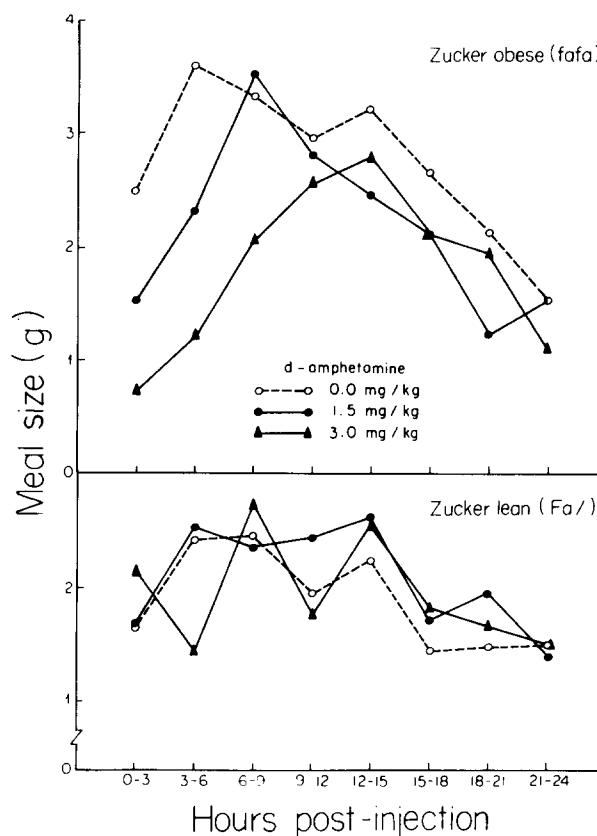 4
Zucker obese (fafa)
3
2
1
0
Meal size (g)
d-amphetamine
0.0 mg/kg
1.5 mg/kg
3.0 mg/kg
Zucker lean (Fa/)
2
1
0
0-3 3-6 6-9 9-12 12-15 15-18 18-21 21-24
Hours post-injection